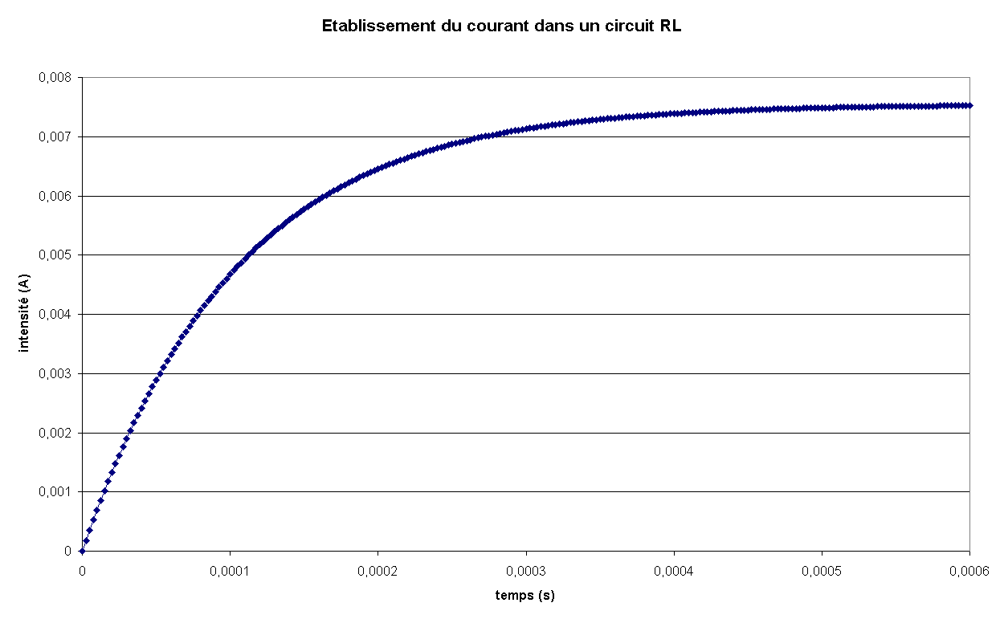 Etablissement du courant dans un circuit RL
0,008
0,007
0,006
0,005
0,004
0,003
0,002
0,001
0
intensité (A)
0 0,0001 0,0002 0,0003 0,0004 0,0005 0,0006
temps (s)